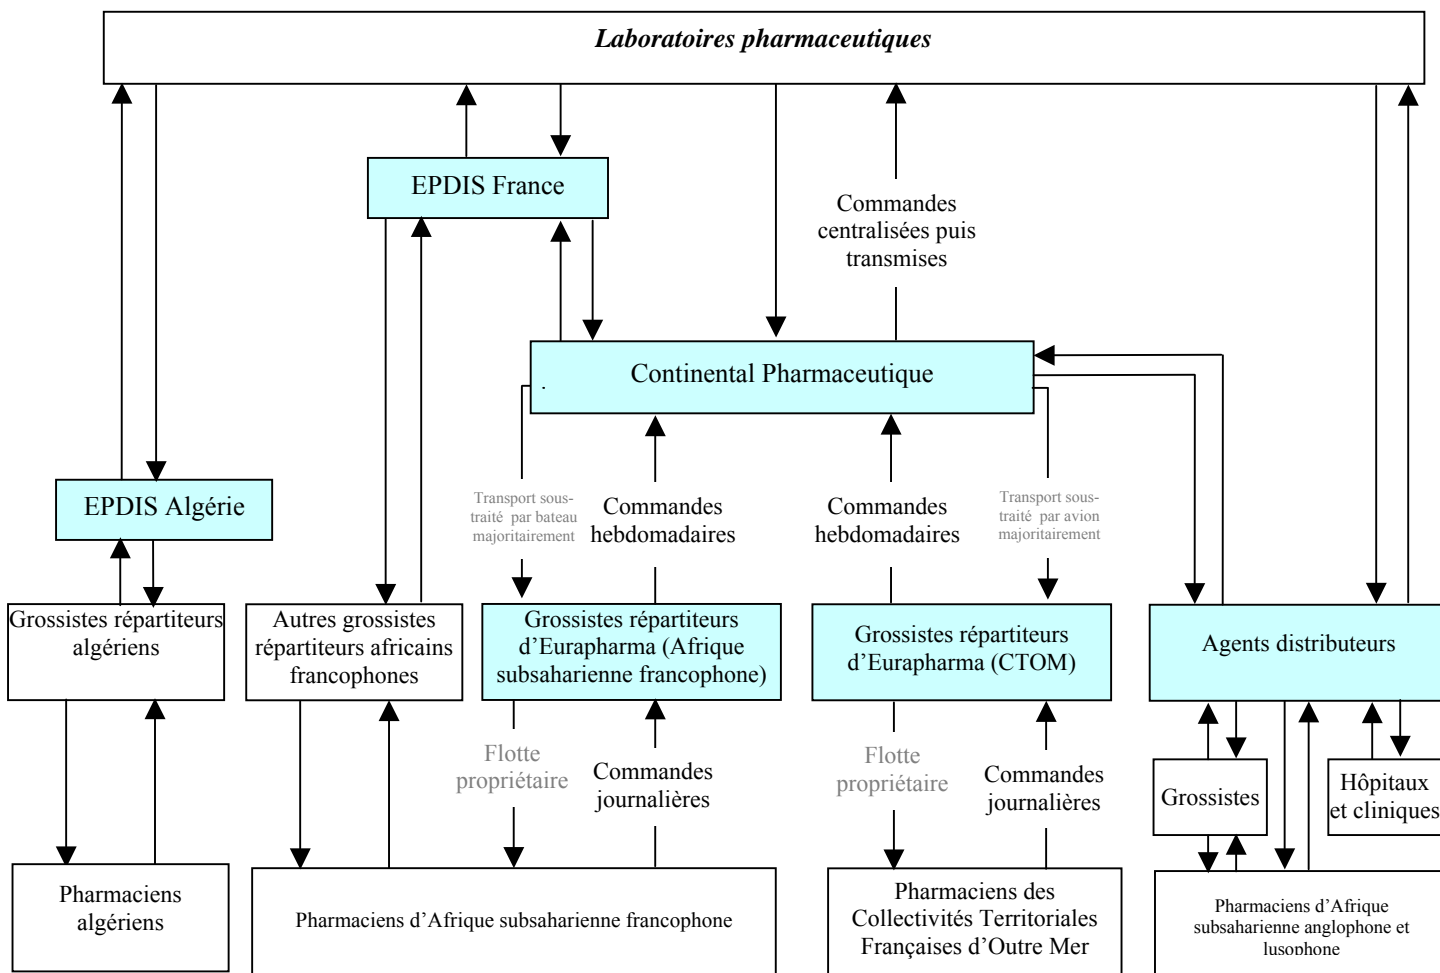 Laboratoires pharmaceutiques
EPDIS France
Commandes
centralisées puis
transmises
Continental Pharmaceutique
EPDIS Algérie
Transport sous-
traité par bateau
majoritairement
Commandes
hebdomadaires
Commandes
hebdomadaires
Transport sous-
traité par avion
majoritairement
Grossistes répartiteurs
algériens
Autres grossistes
répartiteurs africains
francophones
Grossistes répartiteurs
d’Eurapharma (Afrique
subsaharienne francophone)
Grossistes répartiteurs
d’Eurapharma (CTOM)
Agents distributeurs
Flotte
propriétaire
Commandes
journalières
Flotte
propriétaire
Commandes
journalières
Grossistes
Hôpitaux
et cliniques
Pharmaciens
algériens
Pharmaciens d’Afrique subsaharienne francophone
Pharmaciens des
Collectivités Territoriales
Françaises d’Outre Mer
Pharmaciens d’Afrique
subsaharienne anglophone et
lusophone